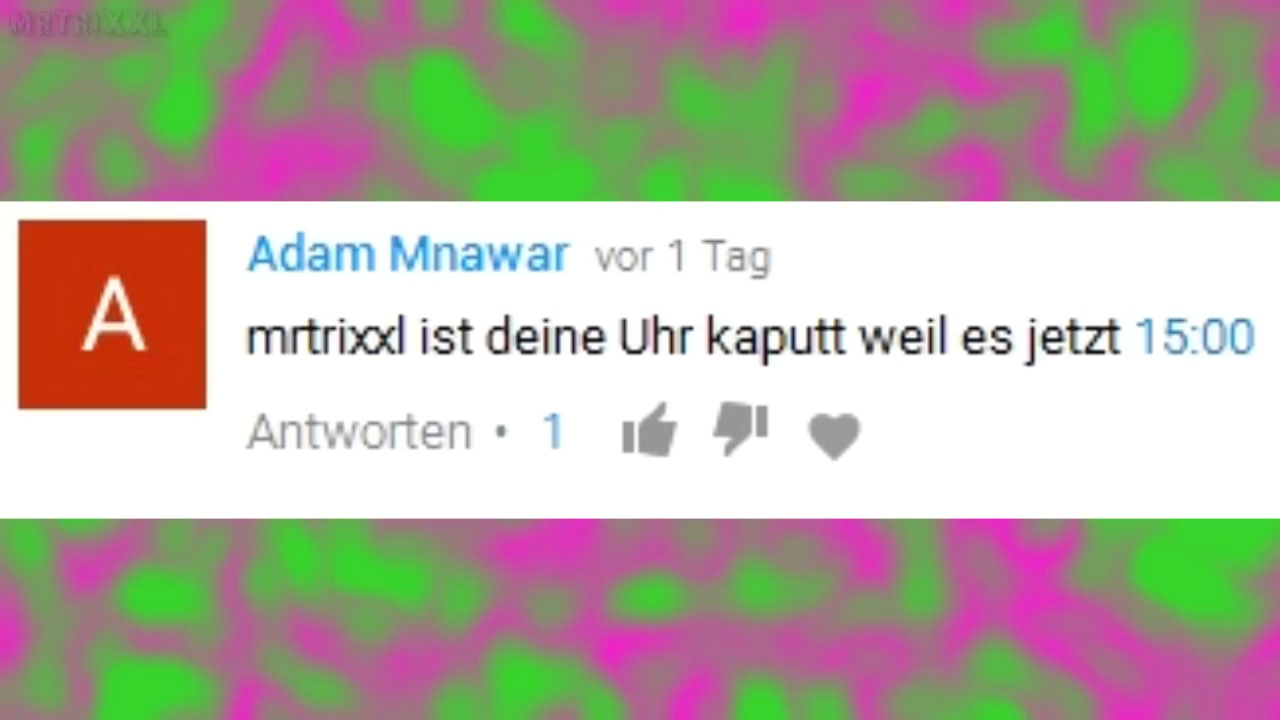 MRTRIXXL
A
Adam Mnawar vor 1 Tag
mrtrixxl ist deine Uhr kaputt weil es jetzt 15:00
Antworten • 1